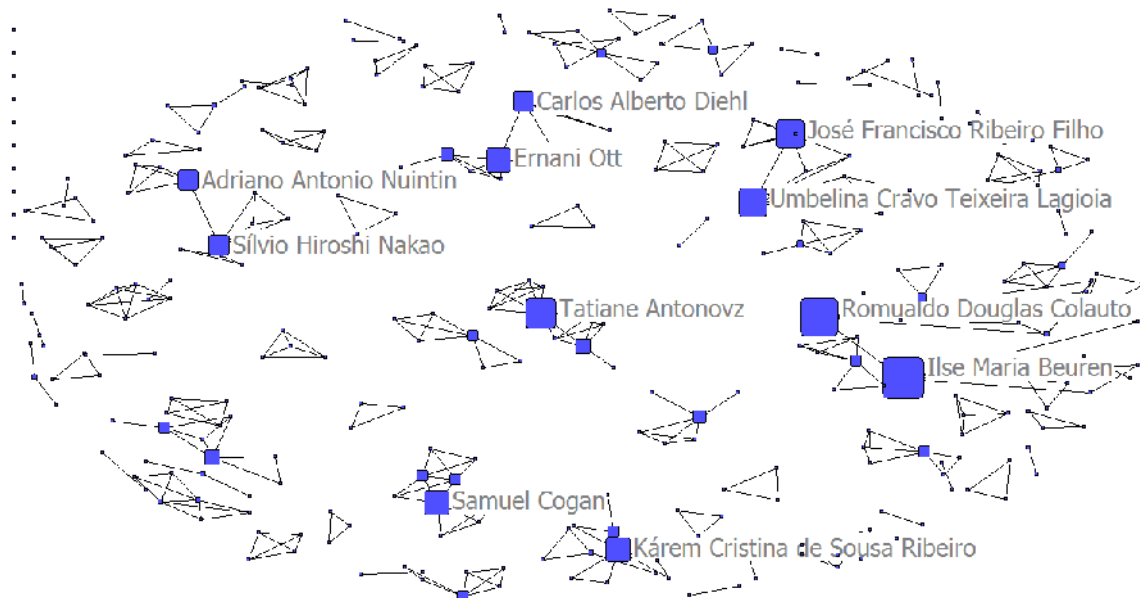 Carlos Alberto Diehl
José Francisco Ribeiro Filho
Ernani Ott
Adriano Antonio Nuintin
Umbelina Cravo Teixeira Lagioia
Sílvio Hiroshi Nakao
Tatiane Antonovz
Romualdo Douglas Colauto
Ilse Maria Beuren
Samuel Cogan
Kárem Cristina de Sousa Ribeiro